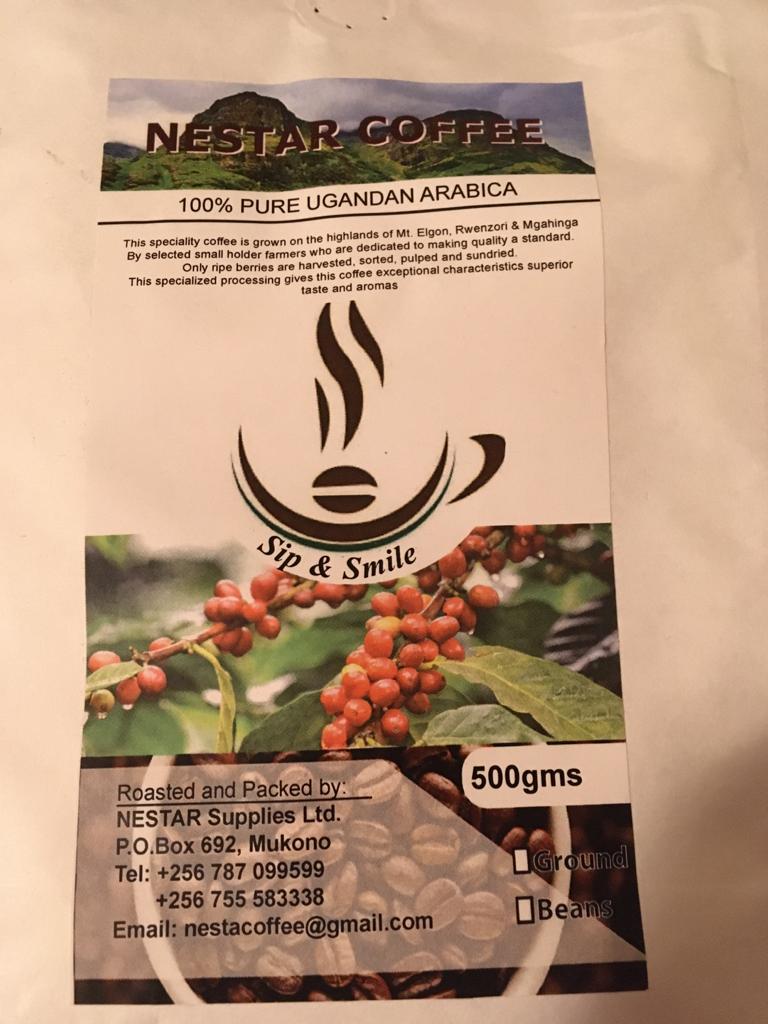 NESTAR COFFEE
100% PURE UGANDAN ARABICA
This speciality coffee is grown on the highlands of Mt. Elgon, Rwenzori & Mgahinga
By selected small holder farmers who are dedicated to making quality a standard.
Only ripe berries are harvested, sorted, pulped and sundried.
This specialized processing gives this coffee exceptional characteristics superior
taste and aromas
Sip & Smile
500gms
Roasted and Packed by:
NESTAR Supplies Ltd.
P.O.Box 692, Mukono
Tel: +256 787 099599
+256 755 583338
Email: nestacoffee@gmail.com
Ground
Beans